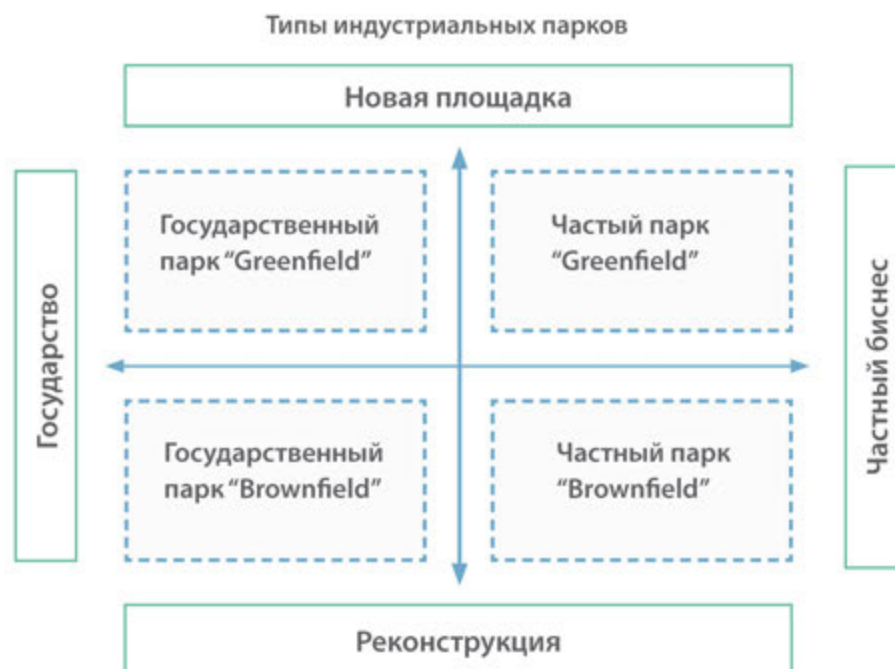 Типы индустриальных парков
Новая площадка
Государство
Государственный
парк “Greenfield”
Частый парк
“Greenfield”
Частный биснес
Государственный
парк “Brownfield”
Частный парк
“Brownfield”
Реконструкция